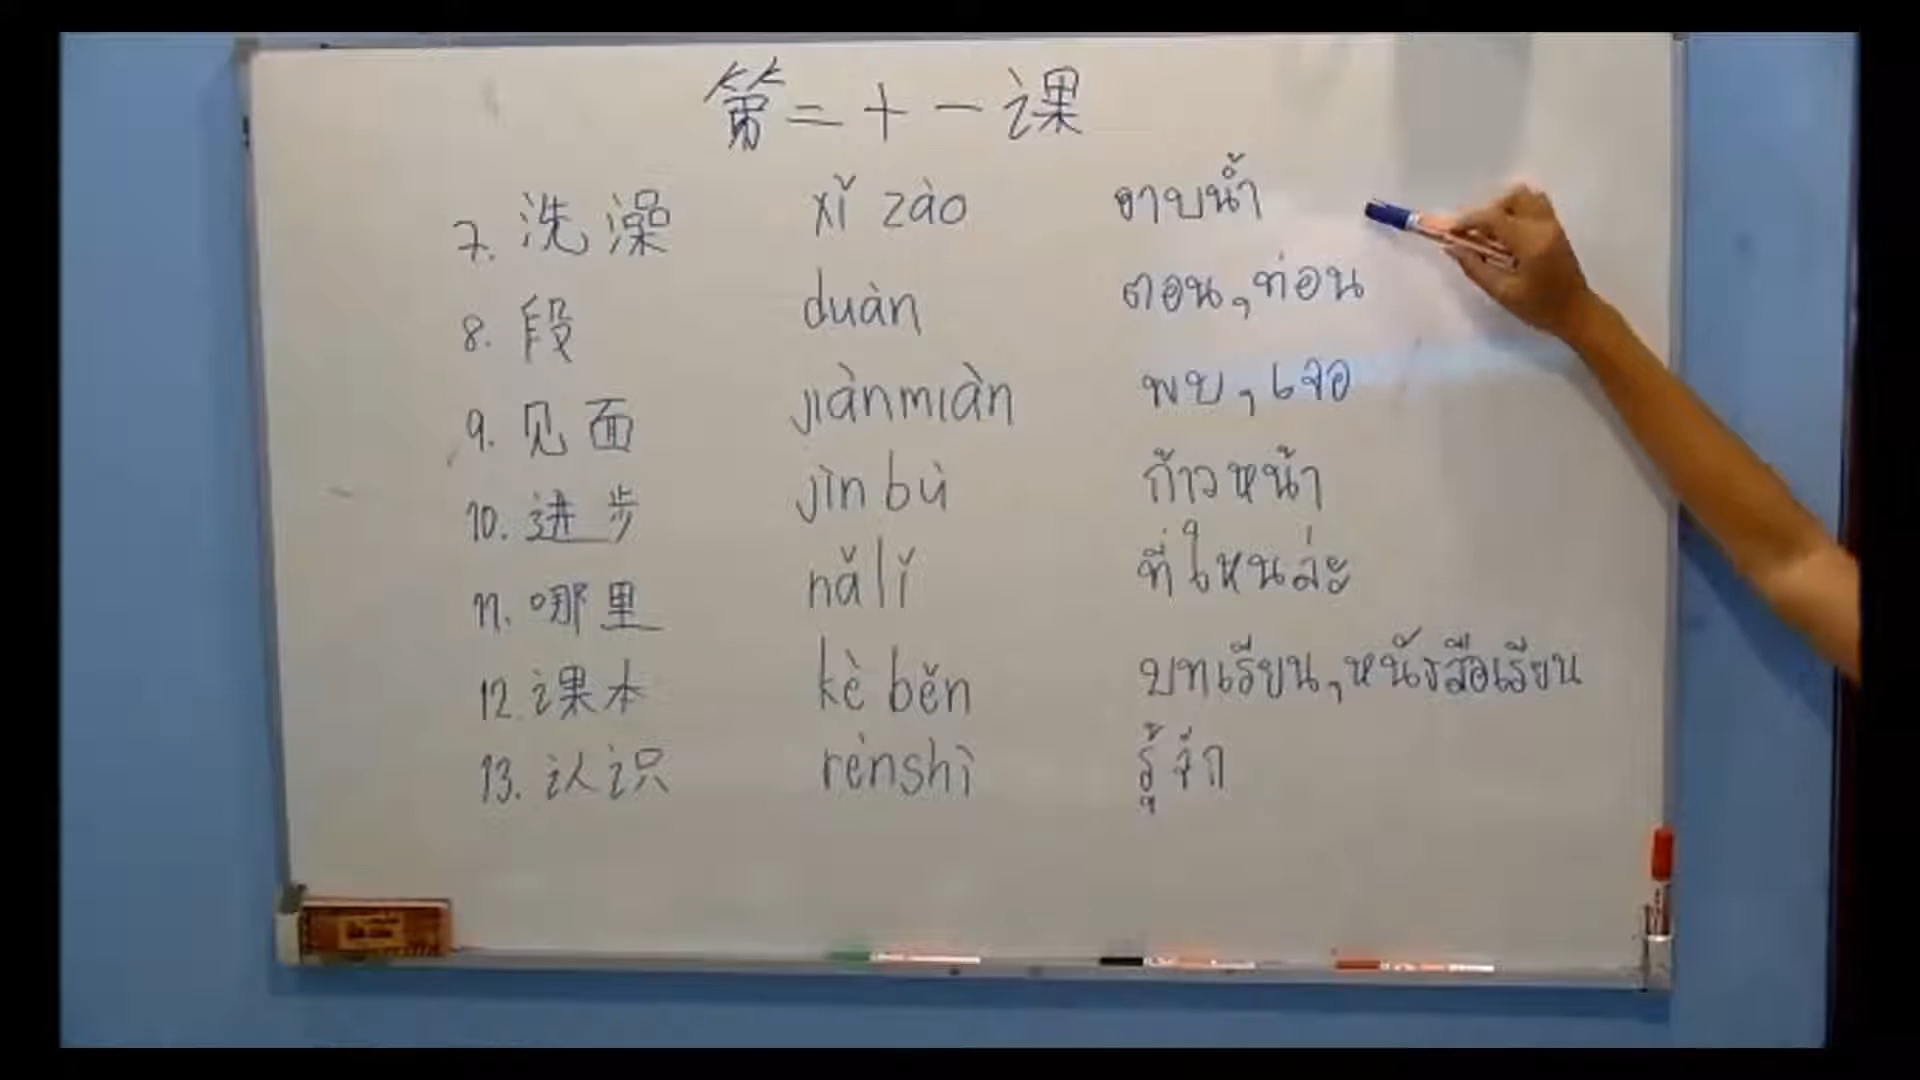 第二十一课
7. 洗澡 xǐ zào อาบน้ำ
8. 段 duàn ตอน, ท่อน
9. 见面 jiànmiàn พบ, เจอ
10. 进步 jìn bù ก้าวหน้า
11. 哪里 nǎ lǐ ที่ไหนล่ะ
12. 课本 kè běn บทเรียน, หนังสือเรียน
13. 认识 rènshì รู้จัก